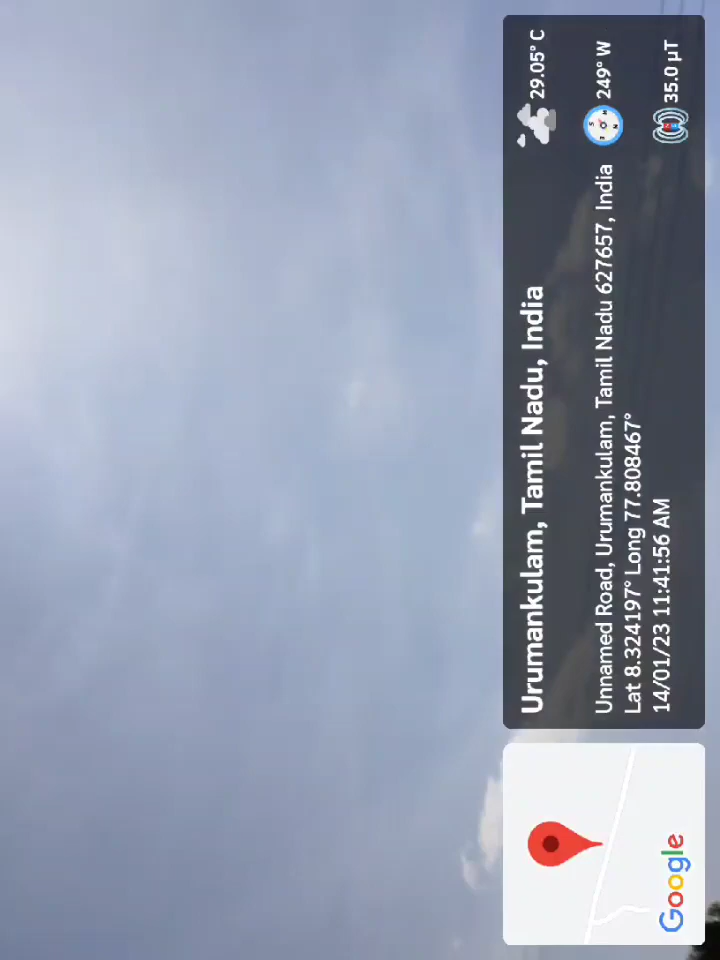 Urumankulam, Tamil Nadu, India
29.05° C
Unnamed Road, Urumankulam, Tamil Nadu 627657, India
Lat 8.324197° Long 77.808467°
14/01/23 11:41:56 AM
249° W
35.0 µT
Google